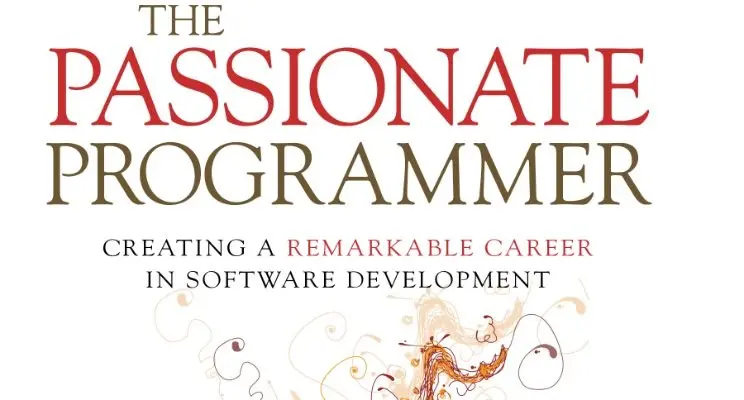 THE
PASSIONATE
PROGRAMMER
CREATING A REMARKABLE CAREER
IN SOFTWARE DEVELOPMENT